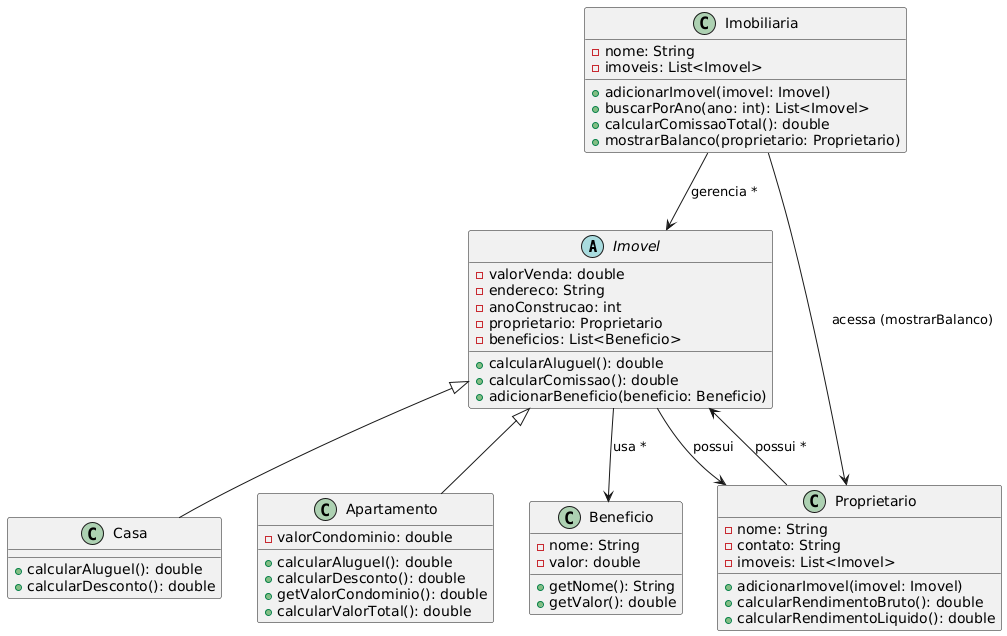 C Imobiliaria
nome: String
imoveis: List<Imovel>
adicionarImovel(imovel: Imovel)
buscarPorAno(ano: int): List<Imovel>
calcularComissaoTotal(): double
mostrarBalanco(proprietario: Proprietario)
gerencia *
acessa (mostrarBalanco)
A Imovel
valorVenda: double
endereco: String
anoConstrucao: int
proprietario: Proprietario
beneficios: List<Beneficio>
calcularAluguel(): double
calcularComissao(): double
adicionarBeneficio(beneficio: Beneficio)
usa *
possui
possui *
C Casa
calcularAluguel(): double
calcularDesconto(): double
C Apartamento
valorCondominio: double
calcularAluguel(): double
calcularDesconto(): double
getValorCondominio(): double
calcularValorTotal(): double
C Beneficio
nome: String
valor: double
getNome(): String
getValor(): double
C Proprietario
nome: String
contato: String
imoveis: List<Imovel>
adicionarImovel(imovel: Imovel)
calcularRendimentoBruto(): double
calcularRendimentoLiquido(): double